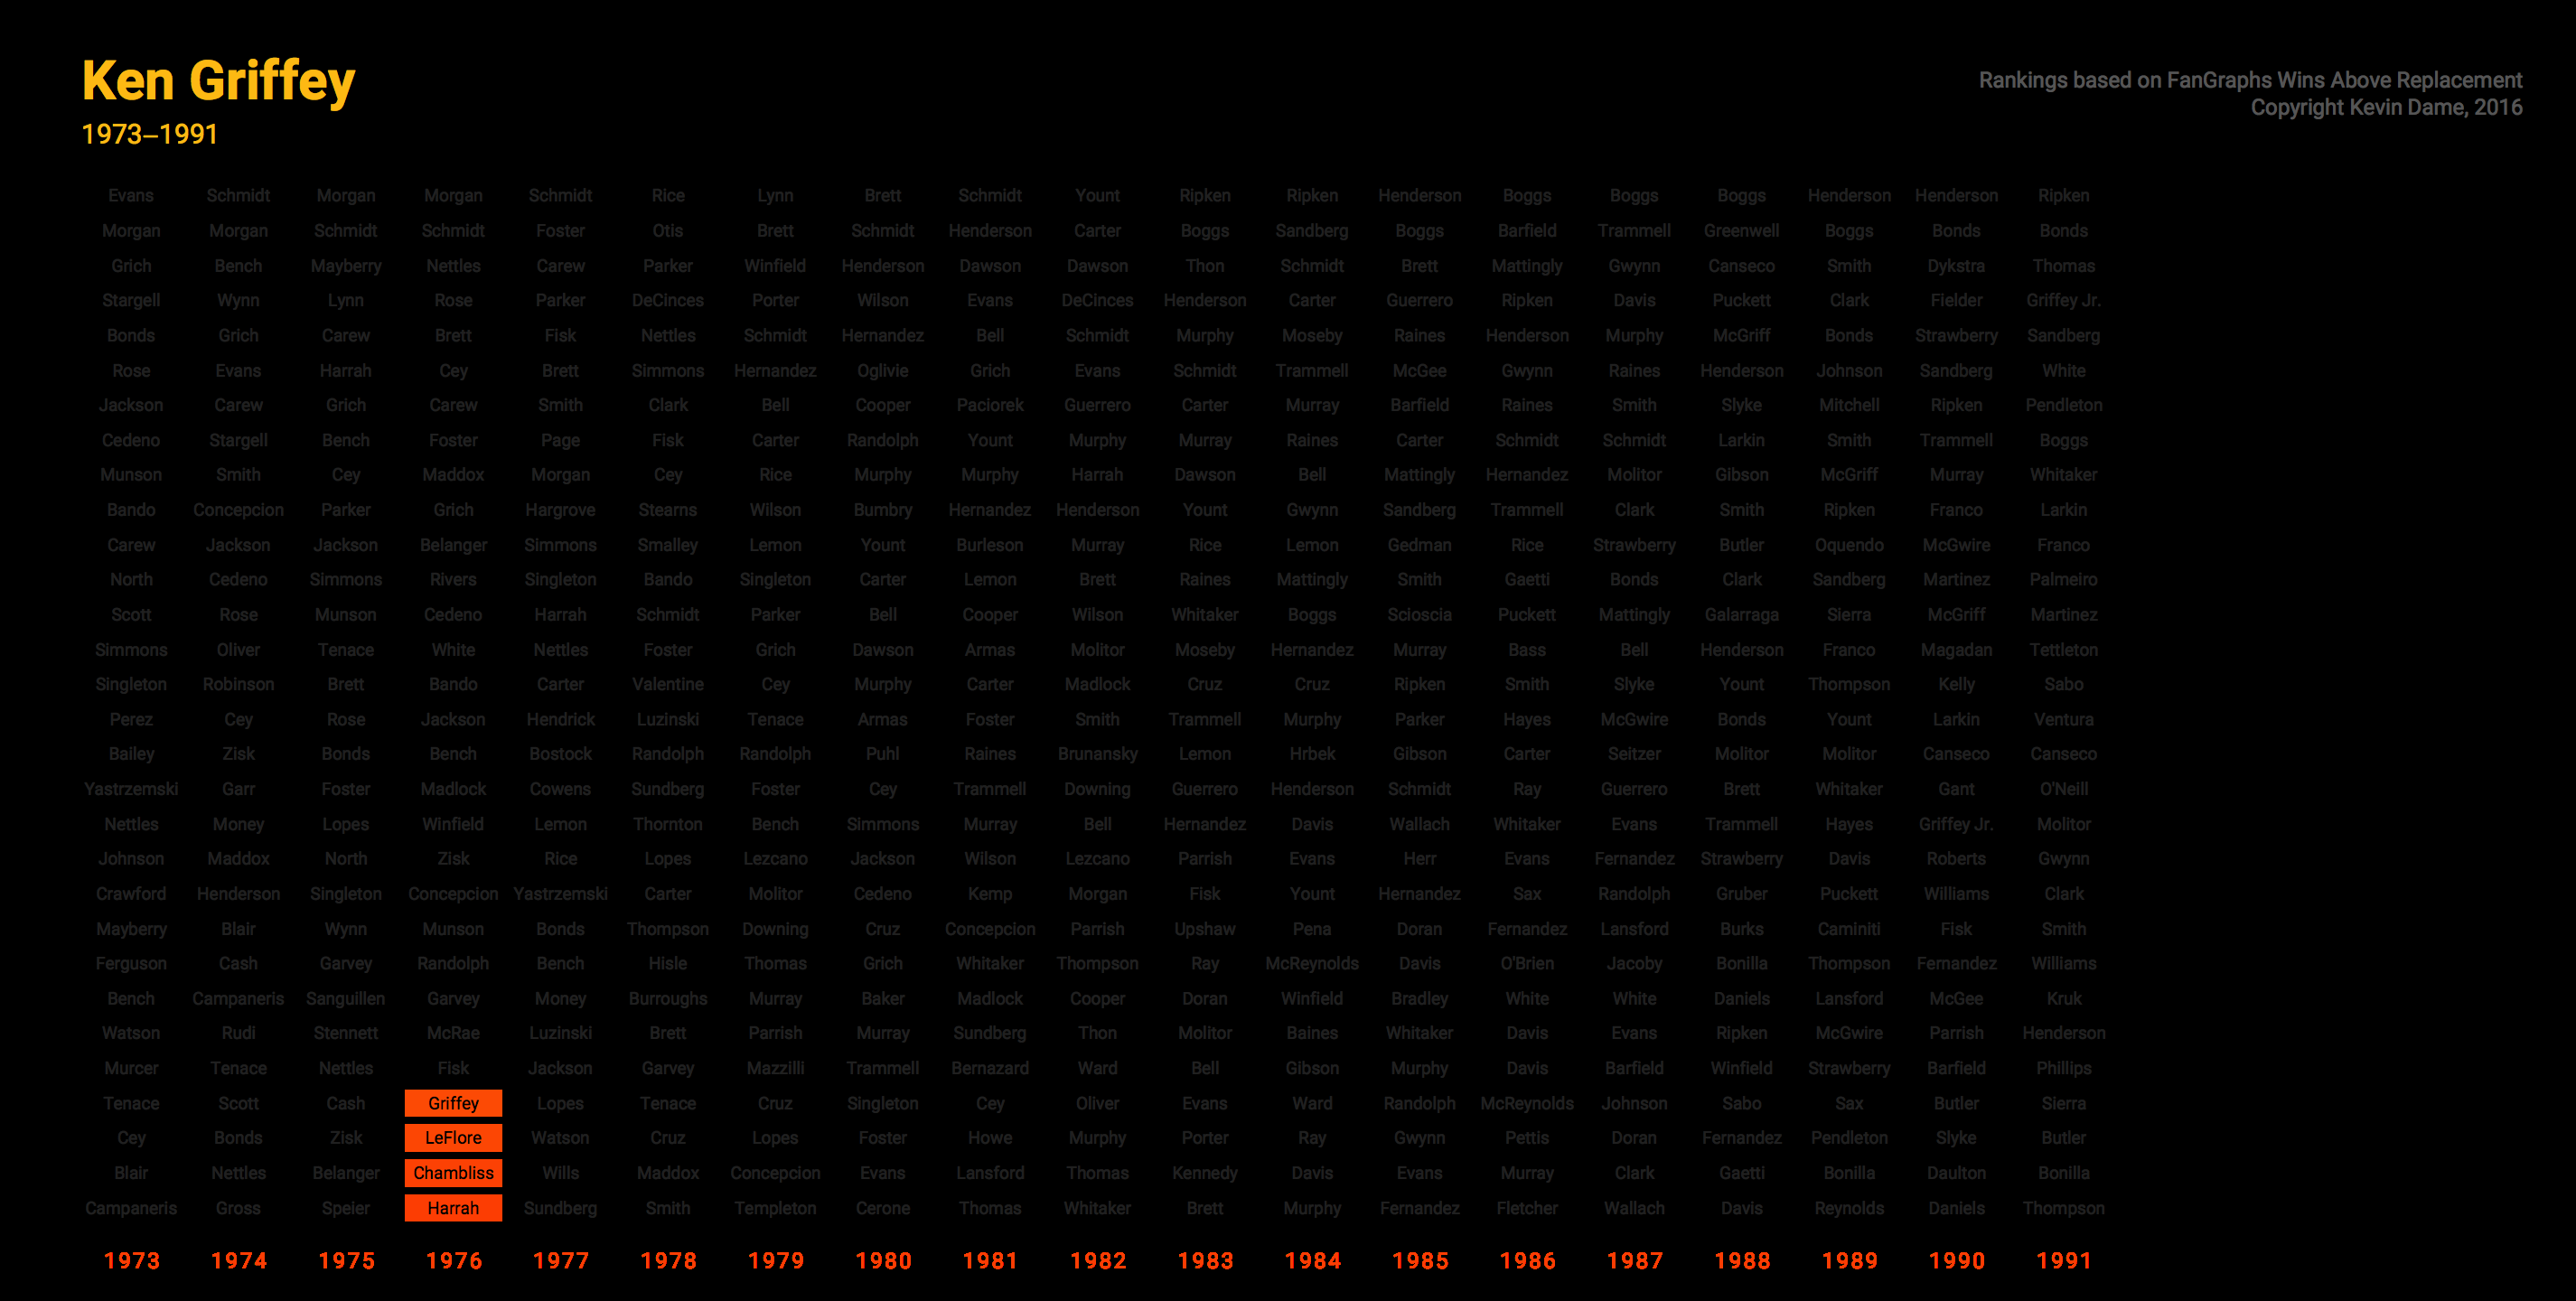 Ken Griffey
1973–1991
Rankings based on FanGraphs Wins Above Replacement
Copyright Kevin Dame, 2016
Evans Schmidt Morgan Morgan Schmidt Rice Lynn Brett Schmidt Yount Ripken Ripken Henderson Boggs Boggs Boggs Henderson Henderson Ripken
Morgan Morgan Schmidt Schmidt Foster Otis Brett Schmidt Henderson Carter Boggs Sandberg Boggs Barfield Trammell Greenwell Boggs Bonds Bonds
Grich Bench Mayberry Nettles Carew Parker Winfield Henderson Dawson Dawson Thon Schmidt Brett Mattingly Gwynn Canseco Smith Dykstra Thomas
Stargell Wynn Lynn Rose Parker DeCinces Porter Wilson Evans DeCinces Henderson Carter Guerrero Ripken Davis Puckett Clark Fielder Griffey Jr.
Bonds Grich Carew Brett Fisk Nettles Schmidt Hernandez Bell Schmidt Murphy Moseby Raines Henderson Murphy McGriff Bonds Strawberry Sandberg
Rose Evans Harrah Cey Brett Simmons Hernandez Oglivie Grich Evans Schmidt Trammell McGee Gwynn Raines Henderson Johnson Sandberg White
Jackson Carew Grich Carew Smith Clark Bell Cooper Paciorek Guerrero Carter Murray Barfield Raines Smith Slyke Mitchell Ripken Pendleton
Cedeno Stargell Bench Foster Page Fisk Carter Randolph Yount Murphy Murray Raines Carter Schmidt Schmidt Larkin Smith Trammell Boggs
Munson Smith Cey Maddox Morgan Cey Rice Murphy Murphy Harrah Dawson Bell Mattingly Hernandez Molitor Gibson McGriff Murray Whitaker
Bando Concepcion Parker Grich Hargrove Stearns Wilson Bumbry Hernandez Henderson Yount Gwynn Sandberg Trammell Clark Smith Ripken Franco Larkin
Carew Jackson Jackson Belanger Simmons Smalley Lemon Yount Burleson Murray Rice Lemon Gedman Rice Strawberry Butler Oquendo McGwire Franco
North Cedeno Simmons Rivers Singleton Bando Singleton Carter Lemon Brett Raines Mattingly Smith Gaetti Bonds Clark Sandberg Martinez Palmeiro
Scott Rose Munson Cedeno Harrah Schmidt Parker Bell Cooper Wilson Whitaker Boggs Scioscia Puckett Mattingly Galarraga Sierra McGriff Martinez
Simmons Oliver Tenace White Nettles Foster Grich Dawson Armas Molitor Moseby Hernandez Murray Bass Bell Henderson Franco Magadan Tettleton
Singleton Robinson Brett Bando Carter Valentine Cey Murphy Carter Madlock Cruz Cruz Ripken Smith Slyke Yount Thompson Kelly Sabo
Perez Cey Rose Jackson Hendrick Luzinski Tenace Armas Foster Smith Trammell Murphy Parker Hayes McGwire Bonds Yount Larkin Ventura
Bailey Zisk Bonds Bench Bostock Randolph Randolph Puhl Raines Brunansky Lemon Hrbek Gibson Carter Seitzer Molitor Molitor Canseco Canseco
Yastrzemski Garr Foster Madlock Cowens Sundberg Foster Cey Trammell Downing Guerrero Henderson Schmidt Ray Guerrero Brett Whitaker Gant O'Neill
Nettles Money Lopes Winfield Lemon Thornton Bench Simmons Murray Bell Hernandez Davis Wallach Whitaker Evans Trammell Hayes Griffey Jr. Molitor
Johnson Maddox North Zisk Rice Lopes Lezcano Jackson Wilson Lezcano Parrish Evans Herr Evans Fernandez Strawberry Davis Roberts Gwynn
Crawford Henderson Singleton Concepcion Yastrzemski Carter Molitor Cedeno Kemp Morgan Fisk Yount Hernandez Sax Randolph Gruber Puckett Williams Clark
Mayberry Blair Wynn Munson Bonds Thompson Downing Cruz Concepcion Parrish Upshaw Pena Doran Fernandez Lansford Burks Caminiti Fisk Smith
Ferguson Cash Garvey Randolph Bench Hisle Thomas Grich Whitaker Thompson Ray McReynolds Davis O'Brien Jacoby Bonilla Thompson Fernandez Williams
Bench Campaneris Sanguillen Garvey Money Burroughs Murray Baker Madlock Cooper Doran Winfield Bradley White White Daniels Lansford McGee Kruk
Watson Rudi Stennett McRae Luzinski Brett Parrish Murray Sundberg Thon Molitor Baines Whitaker Davis Evans Ripken McGwire Parrish Henderson
Murcer Tenace Nettles Fisk Jackson Garvey Mazzilli Trammell Bernazard Ward Bell Gibson Murphy Davis Barfield Winfield Strawberry Barfield Phillips
Tenace Scott Cash Griffey Lopes Tenace Cruz Singleton Cey Oliver Evans Ward Randolph McReynolds Johnson Sabo Sax Butler Sierra
Cey Bonds Zisk LeFlore Watson Cruz Lopes Foster Howe Murphy Porter Ray Gwynn Pettis Doran Fernandez Pendleton Slyke Butler
Blair Nettles Belanger Chambliss Wills Maddox Concepcion Evans Lansford Thomas Kennedy Davis Evans Murray Clark Gaetti Bonilla Daulton Bonilla
Campaneris Gross Speier Harrah Sundberg Smith Templeton Cerone Thomas Whitaker Brett Murphy Fernandez Fletcher Wallach Davis Reynolds Daniels Thompson
1973 1974 1975 1976 1977 1978 1979 1980 1981 1982 1983 1984 1985 1986 1987 1988 1989 1990 1991